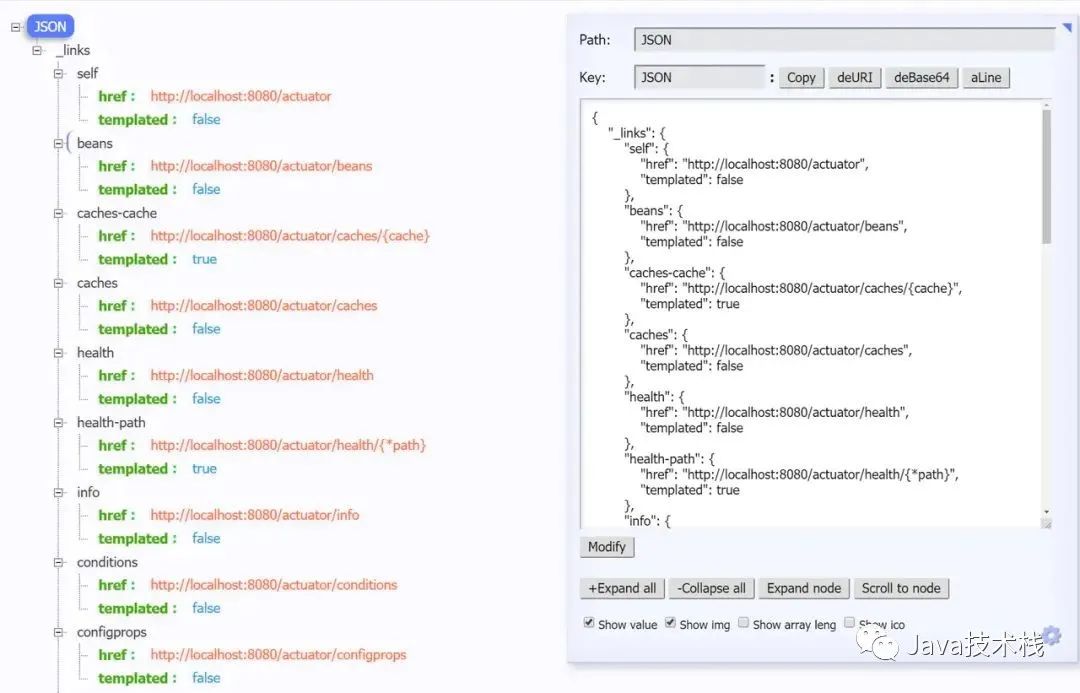 JSON
_links
self
href : http://localhost:8080/actuator
templated : false
beans
href : http://localhost:8080/actuator/beans
templated : false
caches-cache
href : http://localhost:8080/actuator/caches/{cache}
templated : true
caches
href : http://localhost:8080/actuator/caches
templated : false
health
href : http://localhost:8080/actuator/health
templated : false
health-path
href : http://localhost:8080/actuator/health/{*path}
templated : true
info
href : http://localhost:8080/actuator/info
templated : false
conditions
href : http://localhost:8080/actuator/conditions
templated : false
configprops
href : http://localhost:8080/actuator/configprops
templated : false
Path: JSON
Key: JSON : Copy deURI deBase64 aLine
{
"_links": {
"self": {
"href": "http://localhost:8080/actuator",
"templated": false
},
"beans": {
"href": "http://localhost:8080/actuator/beans",
"templated": false
},
"caches-cache": {
"href": "http://localhost:8080/actuator/caches/{cache}",
"templated": true
},
"caches": {
"href": "http://localhost:8080/actuator/caches",
"templated": false
},
"health": {
"href": "http://localhost:8080/actuator/health",
"templated": false
},
"health-path": {
"href": "http://localhost:8080/actuator/health/{*path}",
"templated": true
},
"info": {
Modify
+Expand all -Collapse all Expand node Scroll to node
Show value Show img Show array leng Show ico
Java技术栈